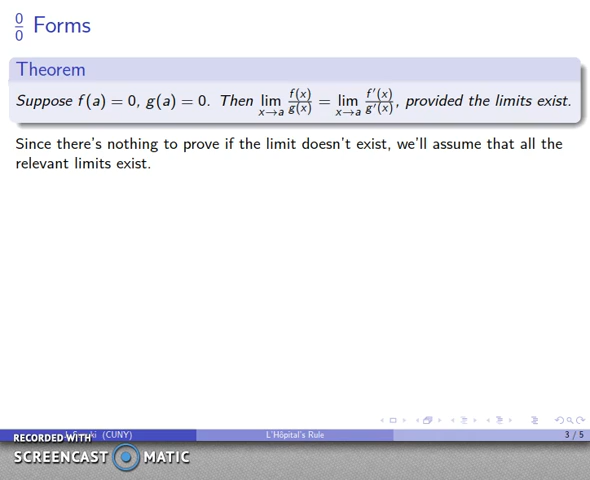 0/0 Forms
Theorem
Suppose f(a) = 0, g(a) = 0. Then lim x→a f(x)/g(x) = lim x→a f′(x)/g′(x), provided the limits exist.
Since there's nothing to prove if the limit doesn't exist, we'll assume that all the
relevant limits exist.
(CUNY) L'Hôpital's Rule 3 / 5
RECORDED WITH
SCREENCAST MATIC